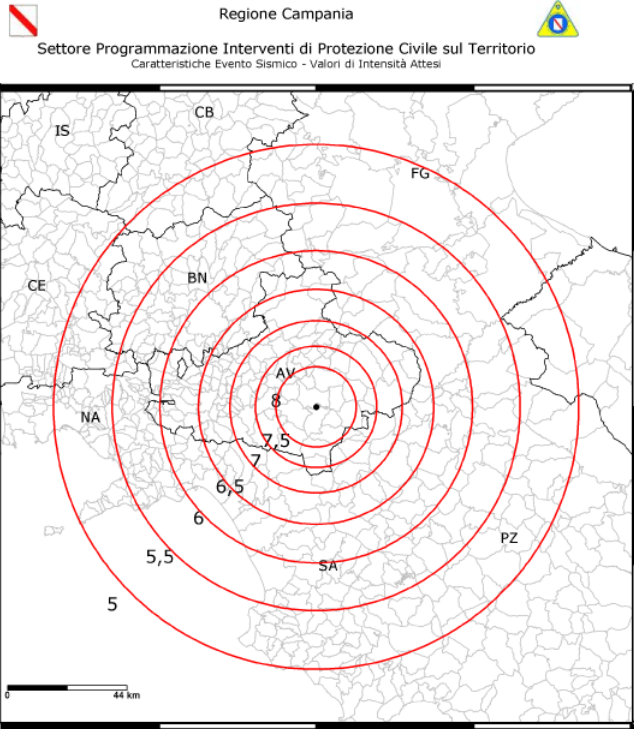 Regione Campania
Settore Programmazione Interventi di Protezione Civile sul Territorio
Caratteristiche Evento Sismico - Valori di Intensità Attesi
CB
IS
FG
BN
CE
AV
8
NA
7,5
7
6,5
6
PZ
5,5
SA
5
0
44 km